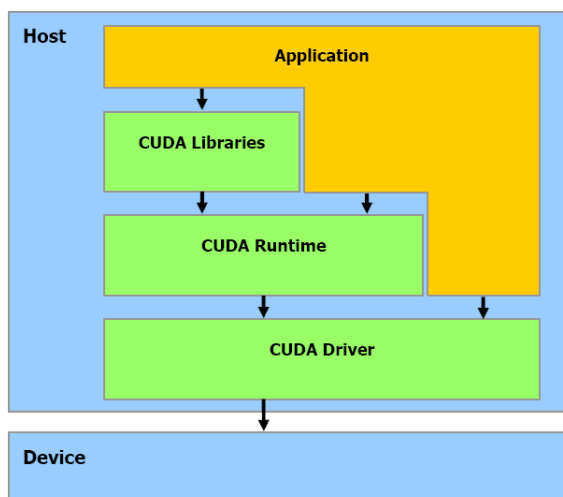 Host
Application
CUDA Libraries
CUDA Runtime
CUDA Driver
Device